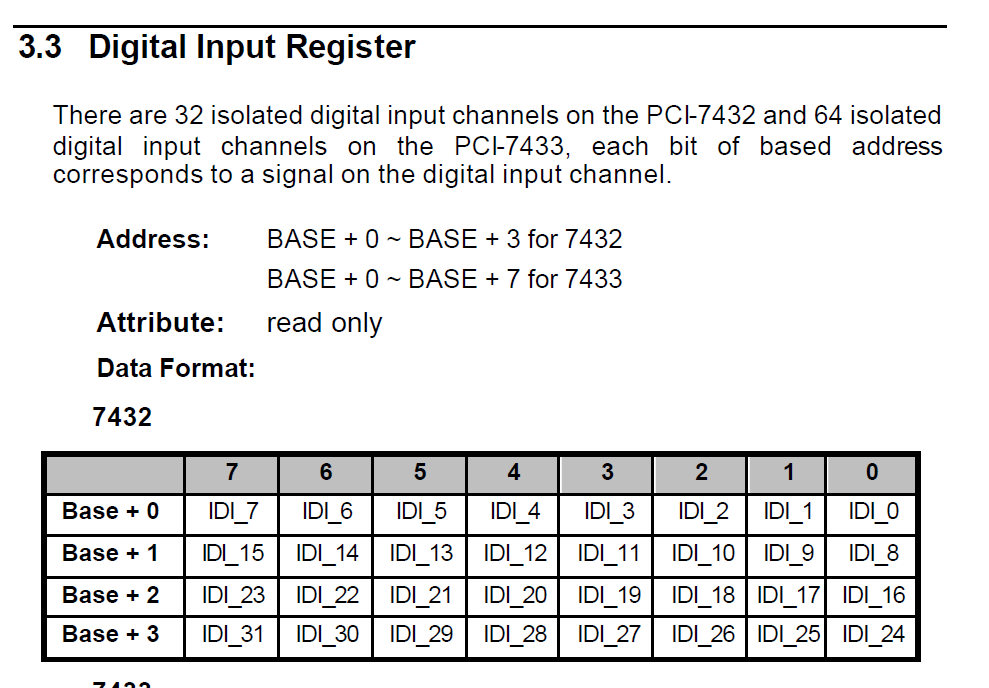 3.3 Digital Input Register
There are 32 isolated digital input channels on the PCI-7432 and 64 isolated
digital input channels on the PCI-7433, each bit of based address
corresponds to a signal on the digital input channel.
Address: BASE + 0 ~ BASE + 3 for 7432
BASE + 0 ~ BASE + 7 for 7433
Attribute: read only
Data Format:
7432
7 6 5 4 3 2 1 0
Base + 0 IDI_7 IDI_6 IDI_5 IDI_4 IDI_3 IDI_2 IDI_1 IDI_0
Base + 1 IDI_15 IDI_14 IDI_13 IDI_12 IDI_11 IDI_10 IDI_9 IDI_8
Base + 2 IDI_23 IDI_22 IDI_21 IDI_20 IDI_19 IDI_18 IDI_17 IDI_16
Base + 3 IDI_31 IDI_30 IDI_29 IDI_28 IDI_27 IDI_26 IDI_25 IDI_24